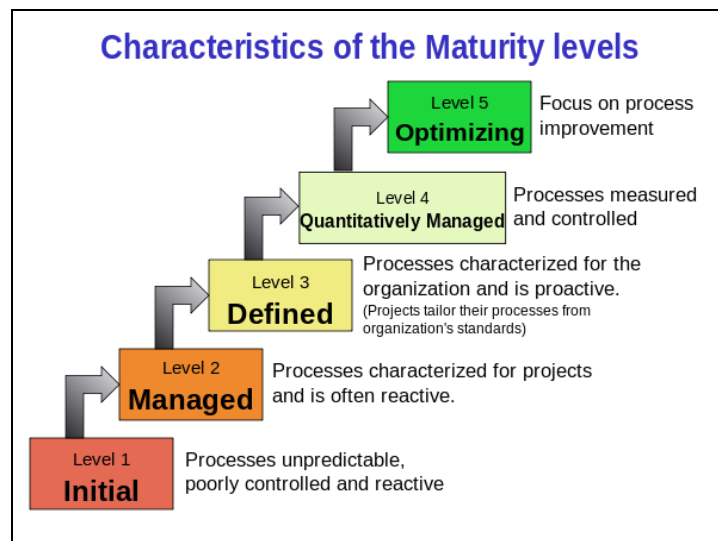 Characteristics of the Maturity levels
Level 5
Optimizing
Focus on process
improvement
Level 4
Quantitatively Managed
Processes measured
and controlled
Level 3
Defined
Processes characterized for the
organization and is proactive.
(Projects tailor their processes from
organization's standards)
Level 2
Managed
Processes characterized for projects
and is often reactive.
Level 1
Initial
Processes unpredictable,
poorly controlled and reactive